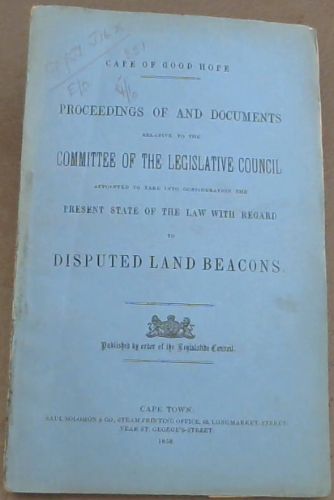 CAPE OF GOOD HOPE
PROCEEDINGS OF AND DOCUMENTS
RELATIVE TO THE
COMMITTEE OF THE LEGISLATIVE COUNCIL
APPOINTED TO TAKE INTO CONSIDERATION THE
PRESENT STATE OF THE LAW WITH REGARD
TO
DISPUTED LAND BEACONS.
Published by order of the Legislative Council.
CAPE TOWN:
SAUL SOLOMON & CO., STEAM PRINTING OFFICE, 63, LONGMARKET-STREET,
NEAR ST. GEORGE'S-STREET.
1858